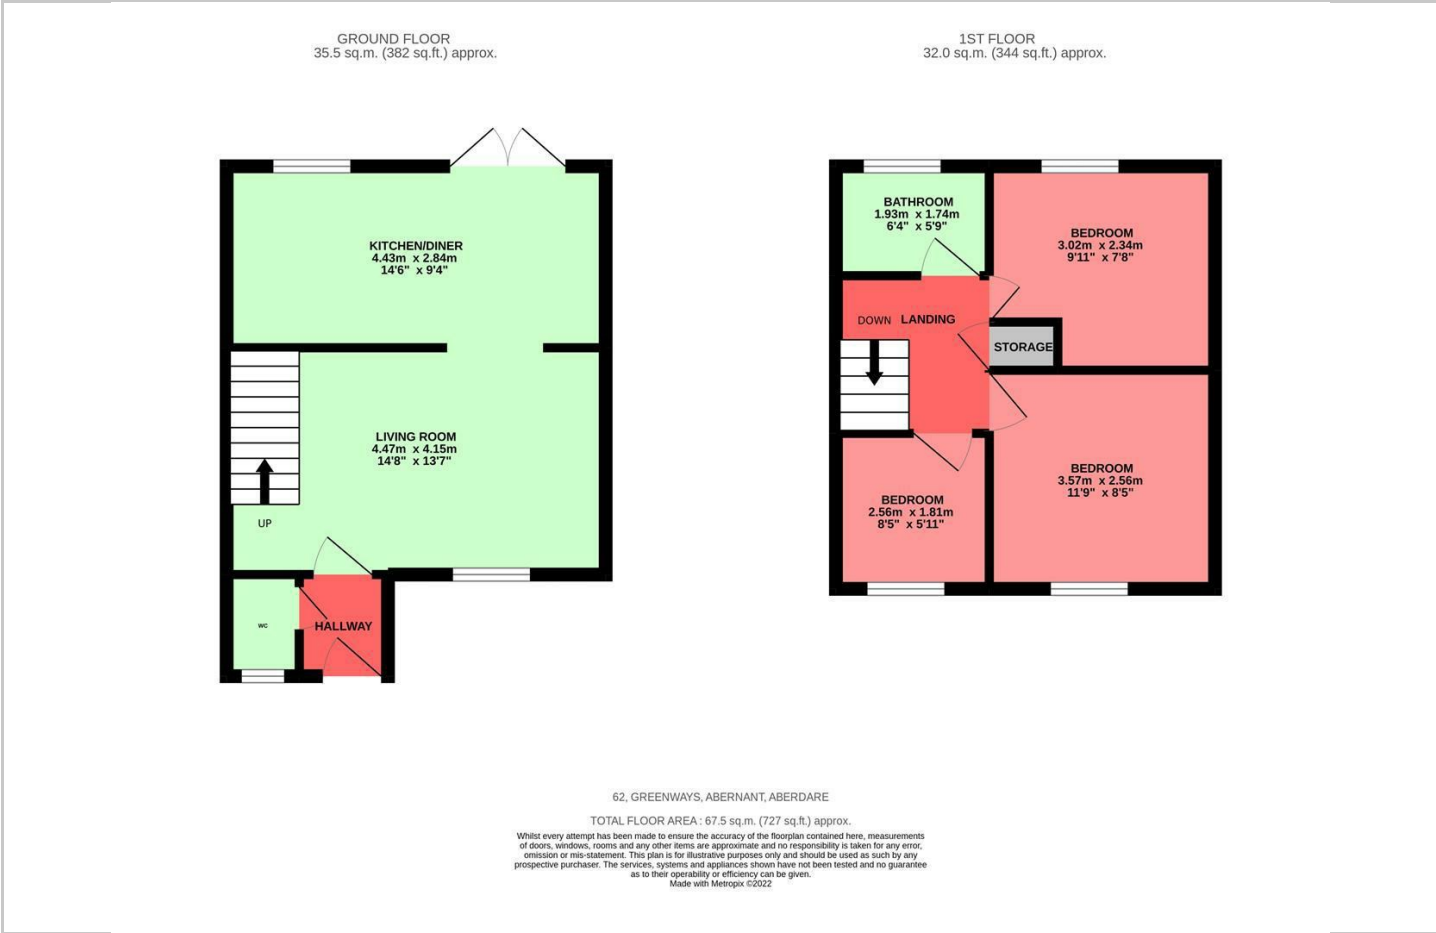 GROUND FLOOR
35.5 sq.m. (382 sq.ft.) approx.
1ST FLOOR
32.0 sq.m. (344 sq.ft.) approx.
KITCHEN/DINER
4.43m x 2.84m
14'6" x 9'4"
LIVING ROOM
4.47m x 4.15m
14'8" x 13'7"
UP
WC
HALLWAY
BATHROOM
1.93m x 1.74m
6'4" x 5'9"
BEDROOM
3.02m x 2.34m
9'11" x 7'8"
DOWN LANDING
STORAGE
BEDROOM
3.57m x 2.56m
11'9" x 8'5"
BEDROOM
2.56m x 1.81m
8'5" x 5'11"
62, GREENWAYS, ABERNANT, ABERDARE
TOTAL FLOOR AREA : 67.5 sq.m. (727 sq.ft.) approx.
Whilst every attempt has been made to ensure the accuracy of the floorplan contained here, measurements
of doors, windows, rooms and any other items are approximate and no responsibility is taken for any error,
omission or mis-statement. This plan is for illustrative purposes only and should be used as such by any
prospective purchaser. The services, systems and appliances shown have not been tested and no guarantee
as to their operability or efficiency can be given.
Made with Metropix ©2022